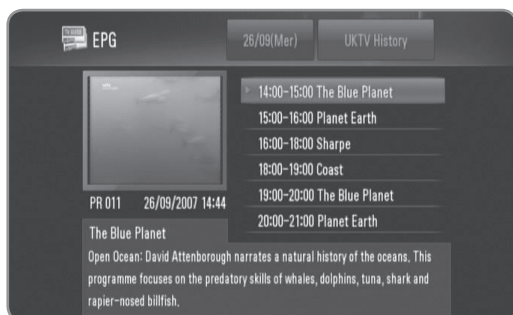 EPG
26/09(Mer)
UKTV History
14:00-15:00 The Blue Planet
15:00-16:00 Planet Earth
16:00-18:00 Sharpe
18:00-19:00 Coast
19:00-20:00 The Blue Planet
20:00-21:00 Planet Earth
PR 011 26/09/2007 14:44
The Blue Planet
Open Ocean: David Attenborough narrates a natural history of the oceans. This
programme focuses on the predatory skills of whales, dolphins, tuna, shark and
rapier-nosed billfish.